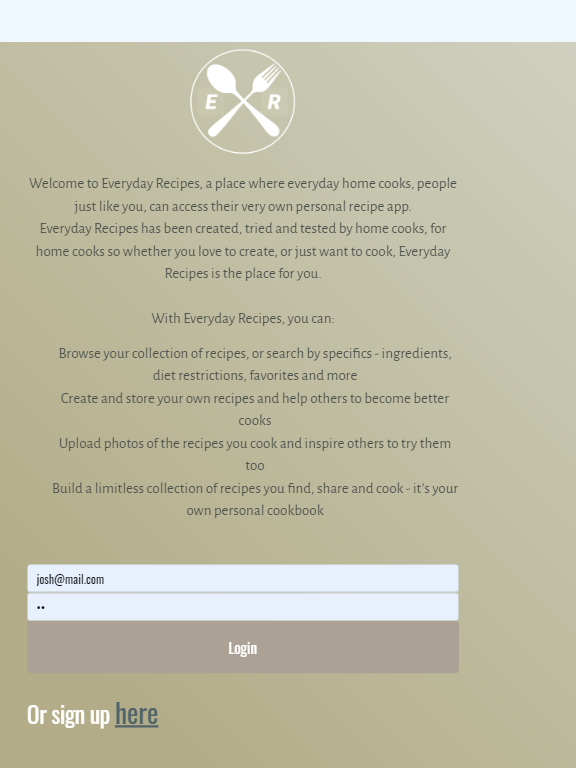 E R
Welcome to Everyday Recipes, a place where everyday home cooks, people
just like you, can access their very own personal recipe app.
Everyday Recipes has been created, tried and tested by home cooks, for
home cooks so whether you love to create, or just want to cook, Everyday
Recipes is the place for you.
With Everyday Recipes, you can:
Browse your collection of recipes, or search by specifics - ingredients,
diet restrictions, favorites and more
Create and store your own recipes and help others to become better
cooks
Upload photos of the recipes you cook and inspire others to try them
too
Build a limitless collection of recipes you find, share and cook - it's your
own personal cookbook
josh@mail.com
••
Login
Or sign up here